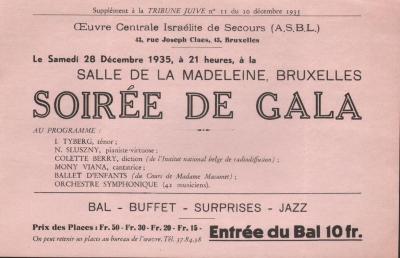 Supplément à la TRIBUNE JUIVE n° 11 du 20 décembre 1935
Œuvre Centrale Israélite de Secours (A.S.B.L.)
42, rue Joseph Claes, 43, Bruxelles
Le Samedi 28 Décembre 1935, à 21 heures, à la
SALLE DE LA MADELEINE, BRUXELLES
SOIRÉE DE GALA
AU PROGRAMME :
I. TYBERG, ténor ;
N. SLUSZNY, pianiste-virtuose ;
COLETTE BERRY, diction (de l'Institut national belge de radiodiffusion) ;
MONY VIANA, cantatrice ;
BALLET D'ENFANTS (du Cours de Madame Macamet) ;
ORCHESTRE SYMPHONIQUE (42 musiciens).
BAL - BUFFET - SURPRISES - JAZZ
Prix des Places : Fr. 50 - Fr. 30 - Fr. 20 - Fr. 15 -
On peut retenir ses places au bureau de l'œuvre. Tél. 37.84.58
Entrée du Bal 10 fr.